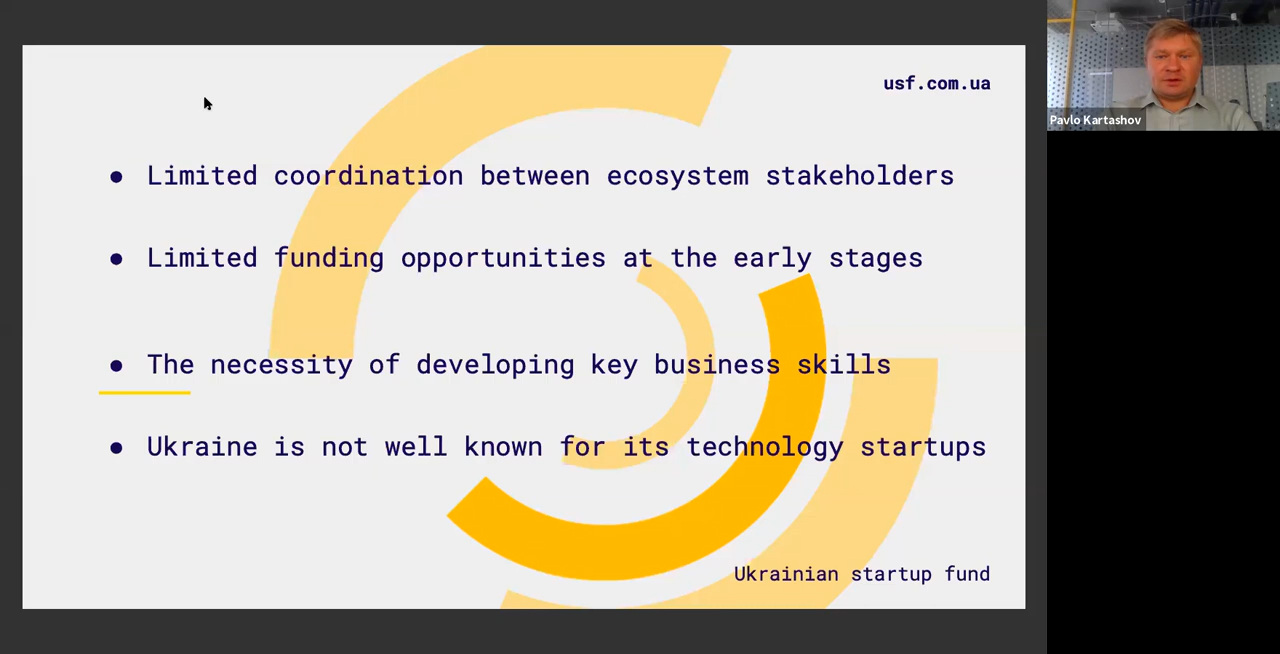 usf.com.ua
● Limited coordination between ecosystem stakeholders
● Limited funding opportunities at the early stages
● The necessity of developing key business skills
● Ukraine is not well known for its technology startups
Ukrainian startup fund
Pavlo Kartashov